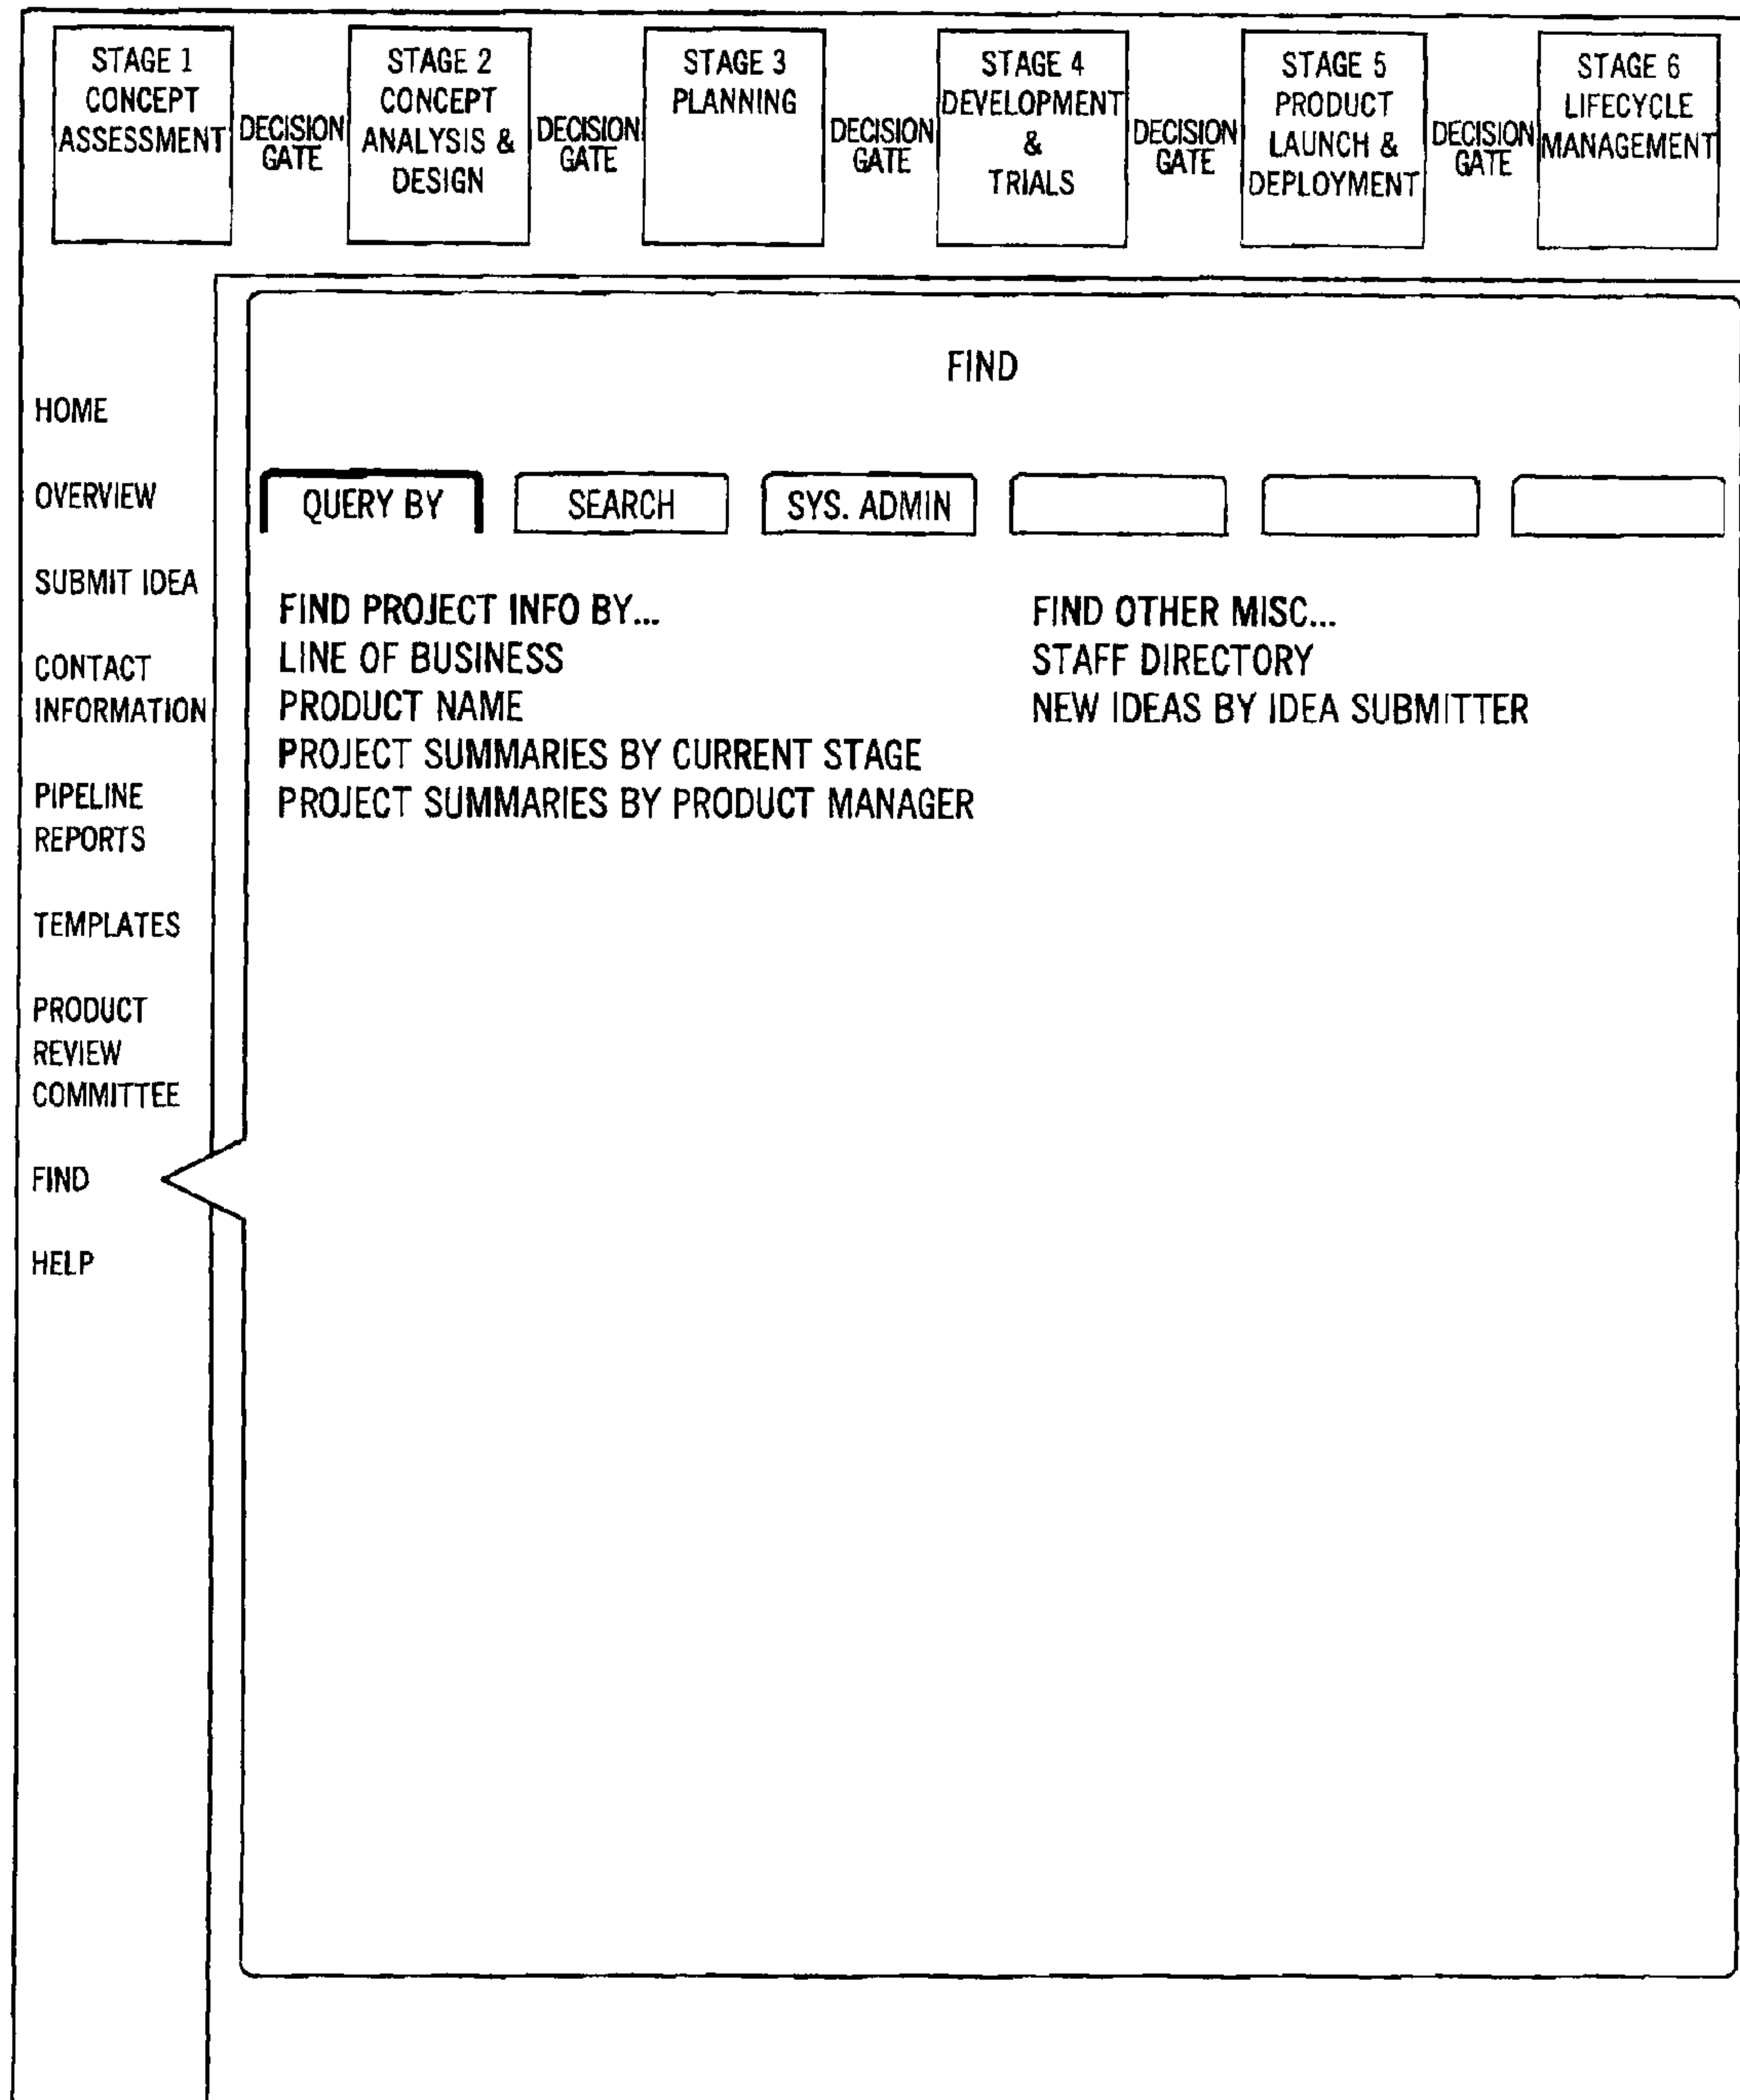 STAGE 1
CONCEPT
ASSESSMENT
DECISION
GATE
STAGE 2
CONCEPT
ANALYSIS &
DESIGN
DECISION
GATE
STAGE 3
PLANNING
DECISION
GATE
STAGE 4
DEVELOPMENT
&
TRIALS
DECISION
GATE
STAGE 5
PRODUCT
LAUNCH &
DEPLOYMENT
DECISION
GATE
STAGE 6
LIFECYCLE
MANAGEMENT
HOME
OVERVIEW
SUBMIT IDEA
CONTACT
INFORMATION
PIPELINE
REPORTS
TEMPLATES
PRODUCT
REVIEW
COMMITTEE
FIND
HELP
FIND
QUERY BY
SEARCH
SYS. ADMIN
FIND PROJECT INFO BY...
LINE OF BUSINESS
PRODUCT NAME
PROJECT SUMMARIES BY CURRENT STAGE
PROJECT SUMMARIES BY PRODUCT MANAGER
FIND OTHER MISC...
STAFF DIRECTORY
NEW IDEAS BY IDEA SUBMITTER